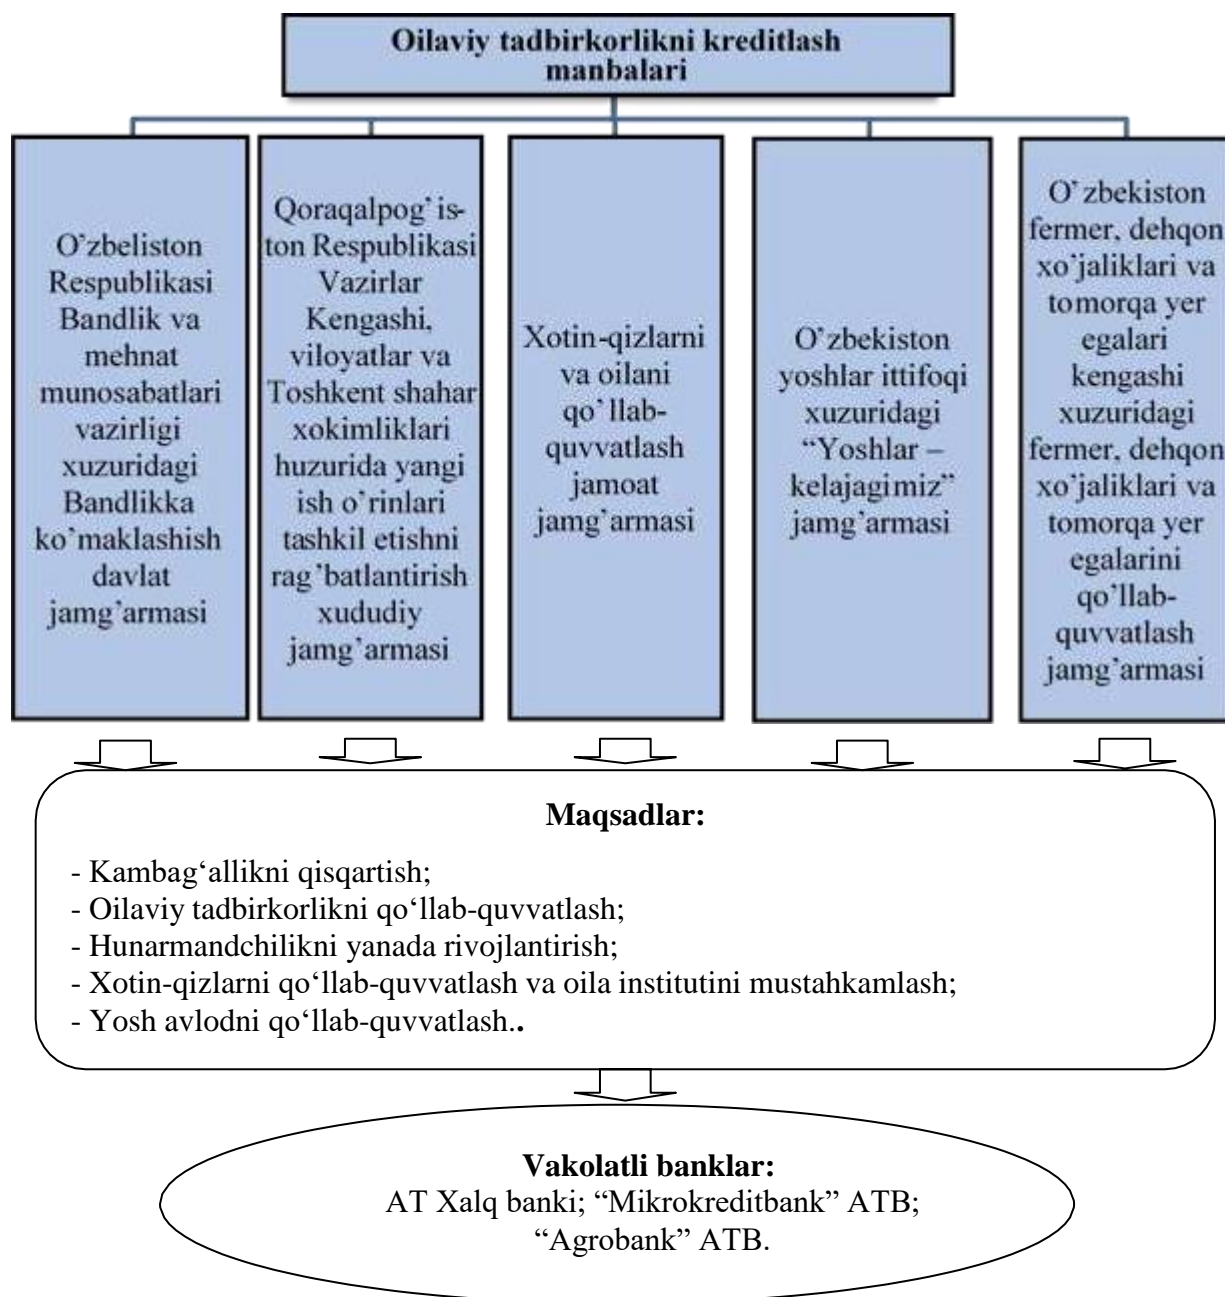 Oilaviy tadbirkorlikni kreditlash
manbalari
O’zbeliston
Respublikasi
Bandlik va
mehnat
munosabatlari
vazirligi
xuzuridagi
Bandlikka
ko’maklashish
davlat
jamg’armasi
Qoraqalpog’is-
ton Respublikasi
Vazirlar
Kengashi,
viloyatlar va
Toshkent shahar
xokimliklari
huzurida yangi
ish o’rinlari
tashkil etishni
rag’batlantirish
xududiy
jamg’armasi
Xotin-qizlarni
va oilani
qo’llab-
quvvatlash
jamoat
jamg’armasi
O’zbekiston
yoshlar ittifoqi
xuzuridagi
“Yoshlar –
kelajagimiz”
jamg’armasi
O’zbekiston
fermer, dehqon
xo’jaliklari va
tomorqa yer
egalari
kengashi
xuzuridagi
fermer, dehqon
xo’jaliklari va
tomorqa yer
egalarini
qo’llab-
quvvatlash
jamg’armasi
Maqsadlar:
- Kambag‘allikni qisqartish;
- Oilaviy tadbirkorlikni qo‘llab-quvvatlash;
- Hunarmandchilikni yanada rivojlantirish;
- Xotin-qizlarni qo‘llab-quvvatlash va oila institutini mustahkamlash;
- Yosh avlodni qo‘llab-quvvatlash..
Vakolatli banklar:
AT Xalq banki; “Mikrokreditbank” ATB;
“Agrobank” ATB.